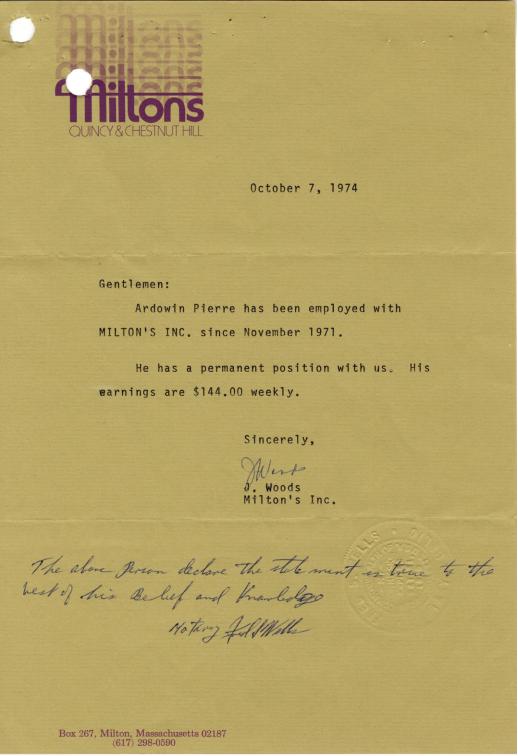 Miltons
QUINCY & CHESTNUT HILL
October 7, 1974
Gentlemen:
Ardowin Pierre has been employed with
MILTON'S INC. since November 1971.
He has a permanent position with us. His
earnings are $144.00 weekly.
Sincerely,
J Woods
J. Woods
Milton's Inc.
The above Person declare the statement is true to the
best of his Belief and Knowledge
Notary
Box 267, Milton, Massachusetts 02187
(617) 298-0590